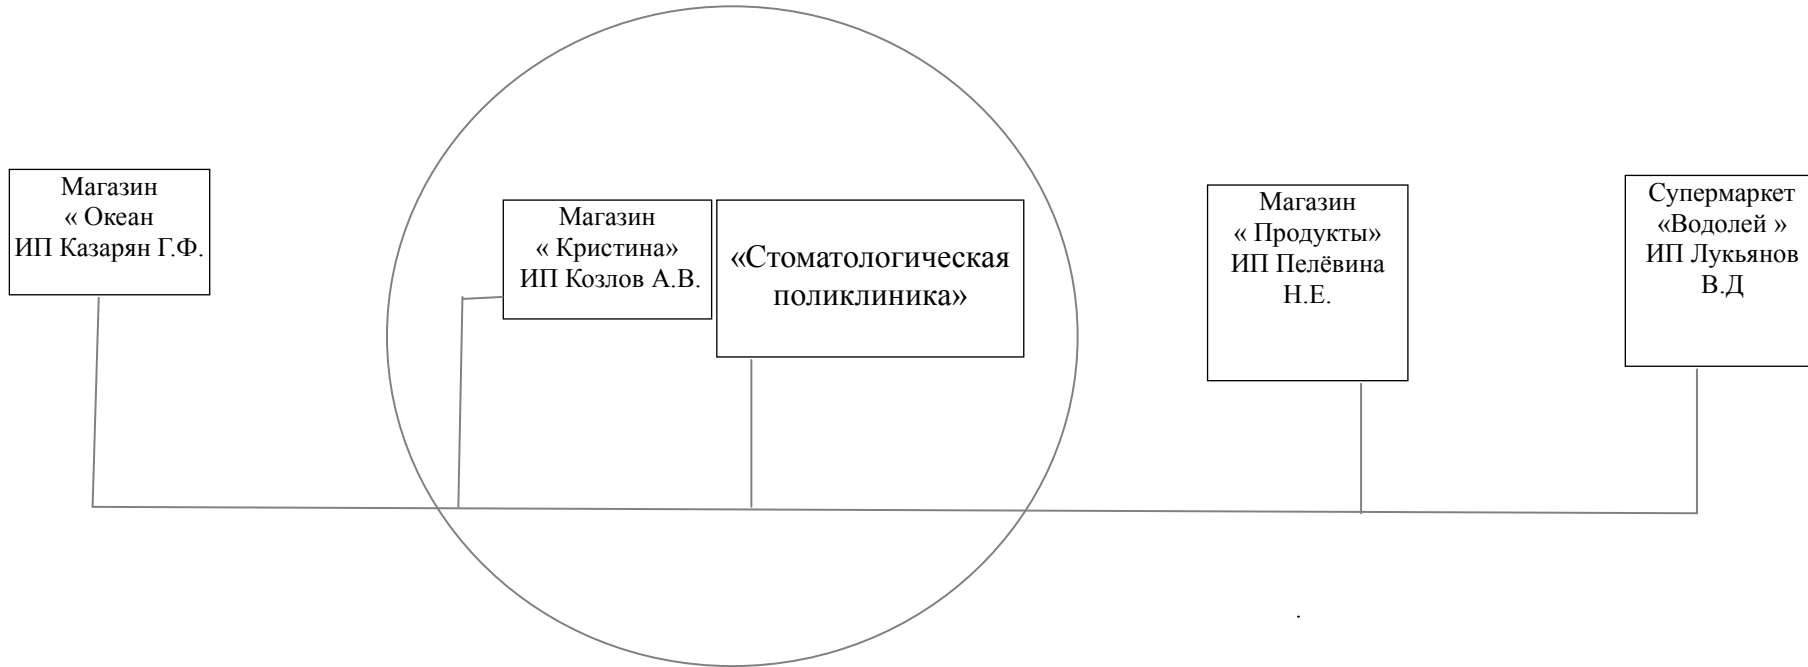 Магазин
« Океан
ИП Казарян Г.Ф.
Магазин
« Кристина»
ИП Козлов А.В.
«Стоматологическая
поликлиника»
Магазин
« Продукты»
ИП Пелёвина
Н.Е.
Супермаркет
«Водолей »
ИП Лукьянов
В.Д
.